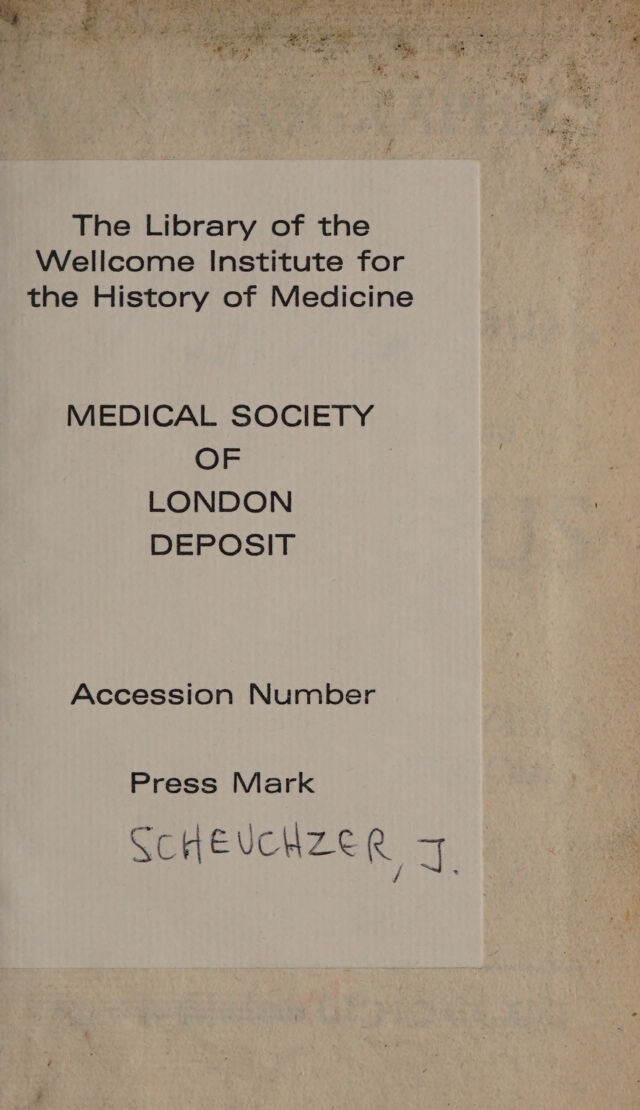 The Library of the
Wellcome Institute for
the History of Medicine
MEDICAL SOCIETY
OF
LONDON
DEPOSIT
Accession Number
Press Mark
SCHEUCHZER, J.